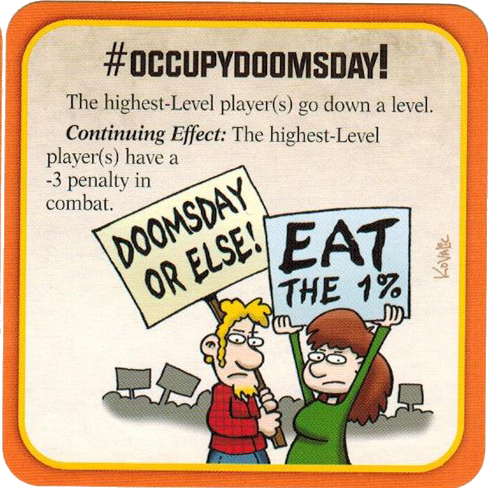 #OCCUPYDOOMSDAY!
The highest-Level player(s) go down a level.
Continuing Effect: The highest-Level
player(s) have a
-3 penalty in
combat.
DOOMSDAY
OR ELSE!
EAT
THE 1%
KOVALIC